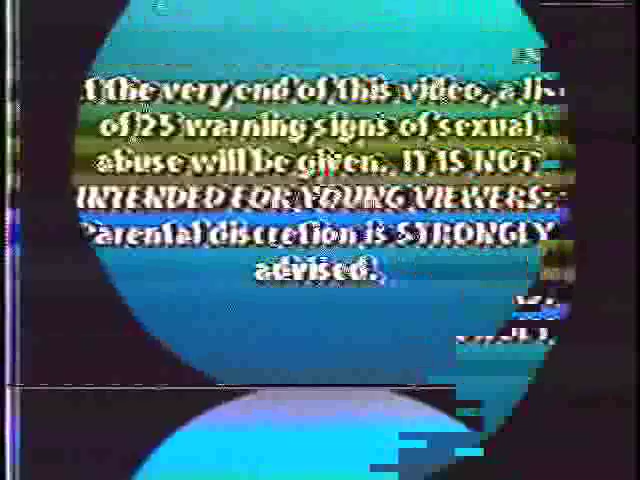 the very end of this video, a
of 25 warning signs of sexual
abuse will be given. IT IS NOT
INTENDED FOR YOUNG VIEWERS.
Parental discretion is STRONGLY
advised.